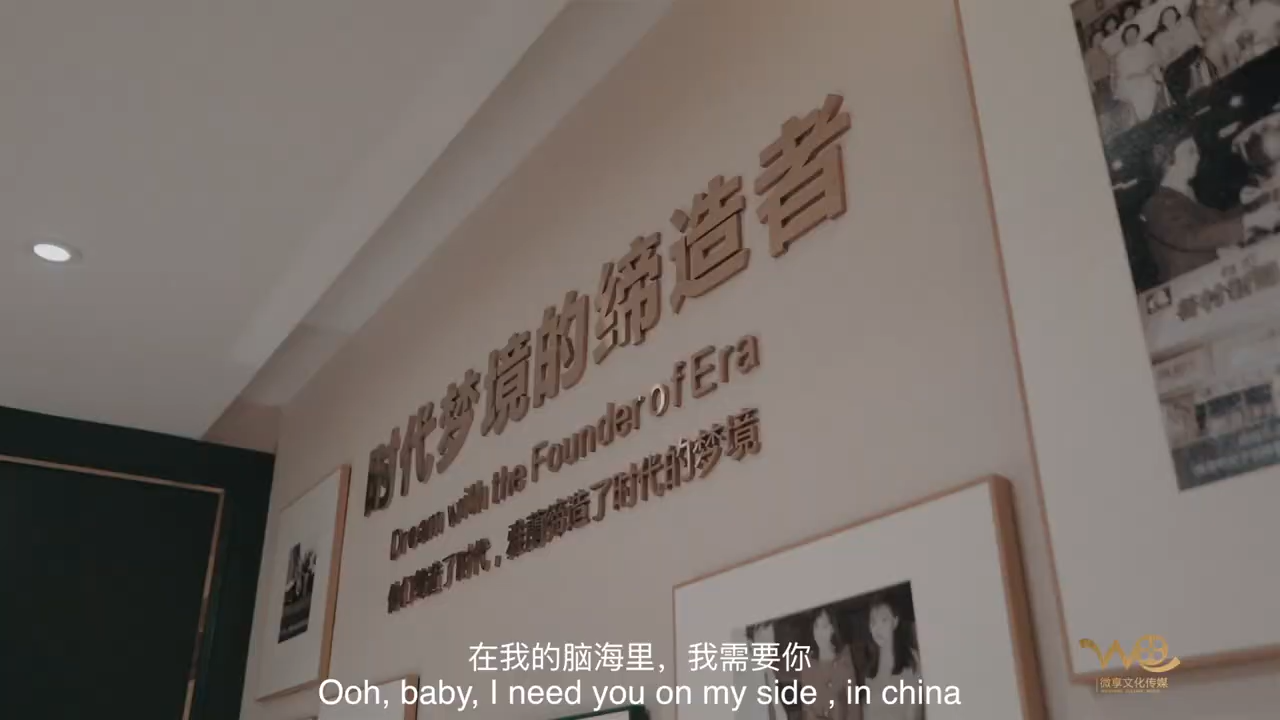 时代梦境的缔造者
Dream with the Founder of Era
他们缔造了时代，雅蘭缔造了时代的梦境
在我的脑海里，我需要你
Ooh, baby, I need you on my side , in china
微享文化传媒